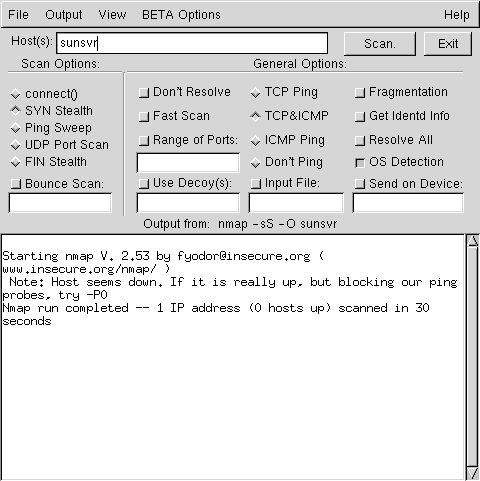 File Output View BETA Options Help
Host(s): sunsvr Scan. Exit
Scan Options: General Options:
connect() Don't Resolve TCP Ping Fragmentation
SYN Stealth Fast Scan TCP&ICMP Get Identd Info
Ping Sweep Range of Ports: ICMP Ping Resolve All
UDP Port Scan
FIN Stealth Don't Ping OS Detection
Bounce Scan: Use Decoy(s): Input File: Send on Device:
Output from: nmap -sS -O sunsvr
Starting nmap V. 2.53 by fyodor@insecure.org (
www.insecure.org/nmap/ )
Note: Host seems down. If it is really up, but blocking our ping
probes, try -P0
Nmap run completed -- 1 IP address (0 hosts up) scanned in 30
seconds